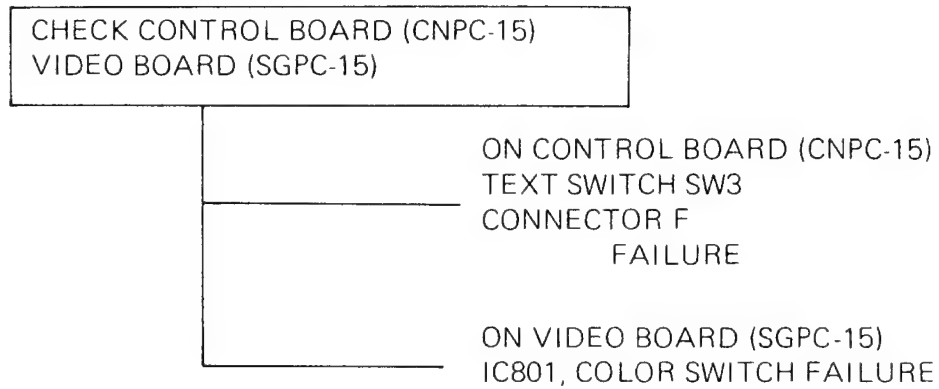 CHECK CONTROL BOARD (CNPC-15)
VIDEO BOARD (SGPC-15)
ON CONTROL BOARD (CNPC-15)
TEXT SWITCH SW3
CONNECTOR F
FAILURE
ON VIDEO BOARD (SGPC-15)
IC801, COLOR SWITCH FAILURE